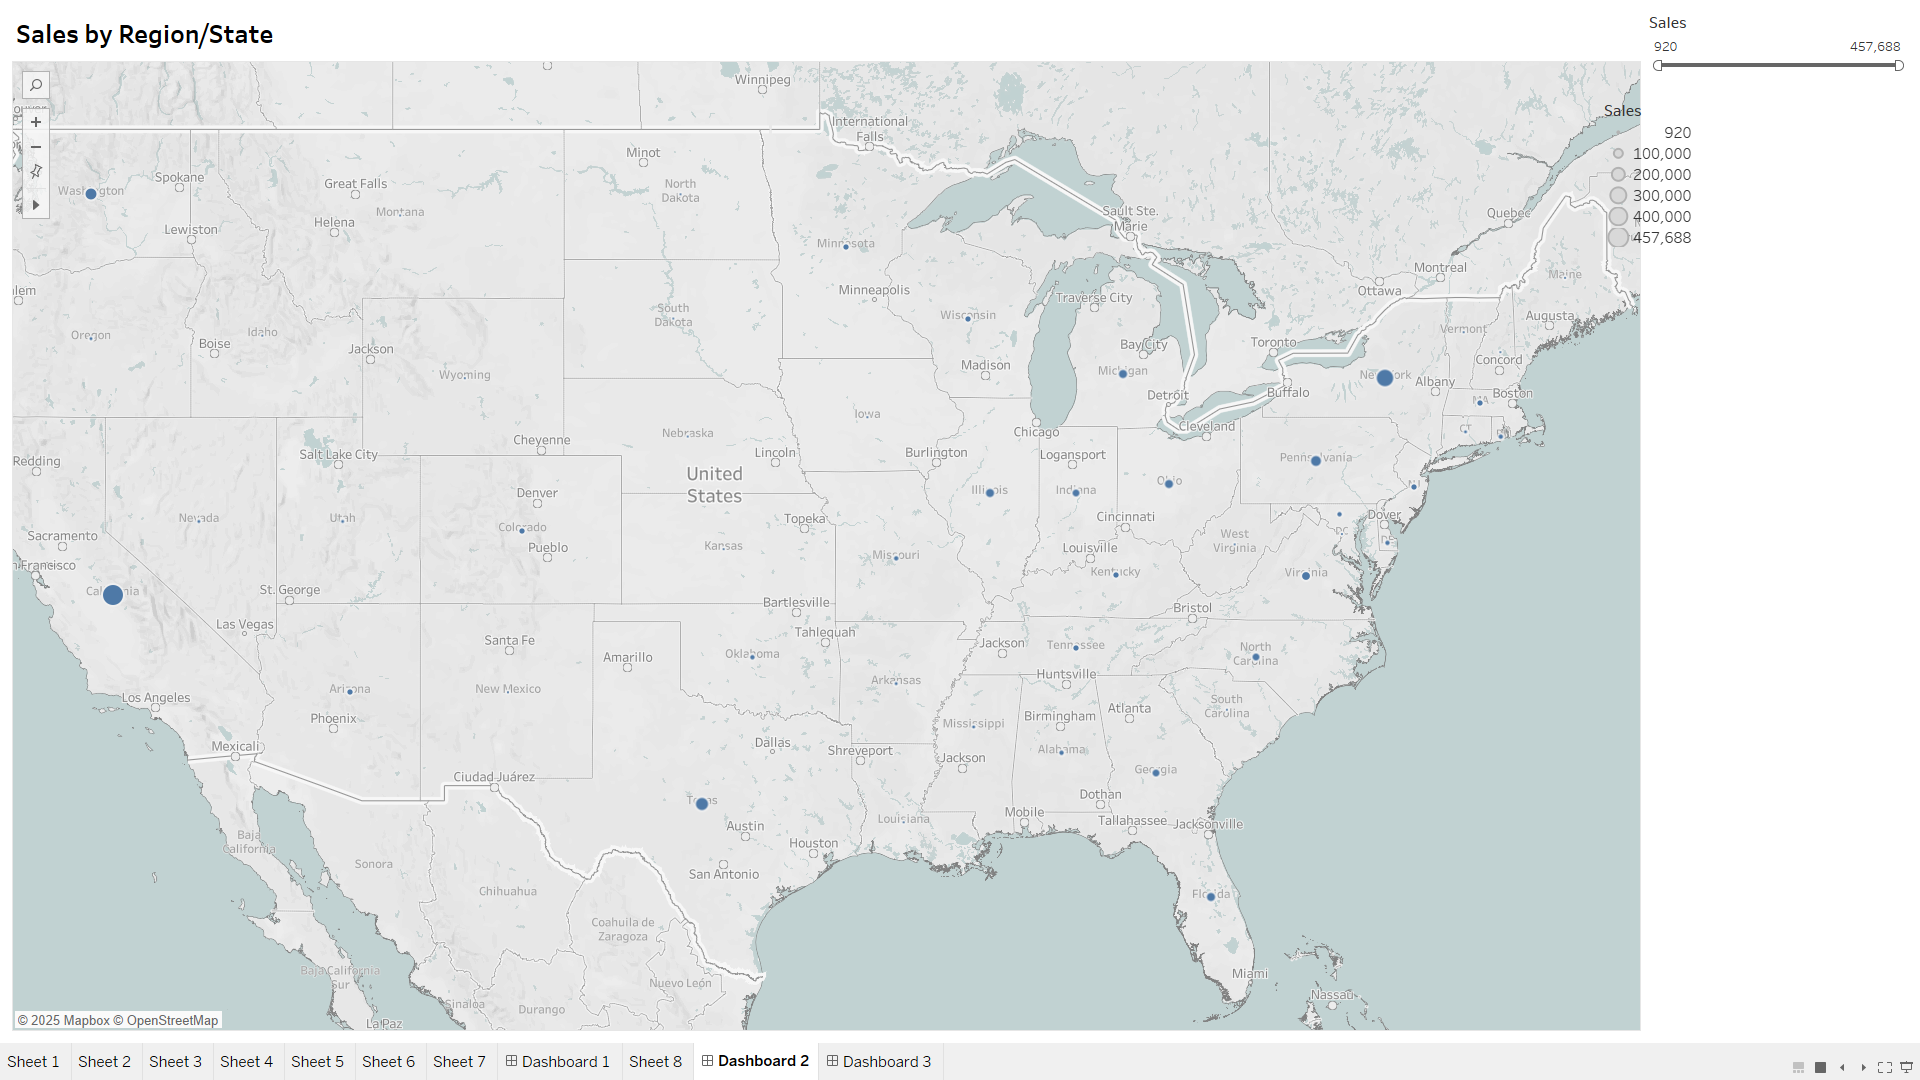 Sales by Region/State
Sales
920 457,688
Sales
920
100,000
200,000
300,000
400,000
457,688
Winnipeg
International
Falls
Minot
Spokane
Great Falls
North
Dakota
Washington
Montana
Helena
Lewiston
Sault Ste.
Marie
Quebec
Minnesota
Montreal
Maine
Minneapolis
Ottawa
lem
Traverse City
South
Dakota
Wisconsin
Augusta
Vermont
Oregon
Idaho
Boise
Jackson
Bay City
Toronto
Concord
Madison
Michigan
Wyoming
New York
Albany
Detroit
Buffalo
Boston
MA
Iowa
Chicago
Cleveland
CT
Nebraska
Cheyenne
Salt Lake City
Lincoln
Burlington
Logansport
Pennsylvania
Redding
United
States
Ohio
Illinois
Indiana
NJ
Denver
Nevada
Utah
Colorado
Topeka
Cincinnati
Dover
DC
West
Virginia
Sacramento
Pueblo
Kansas
Missouri
Louisville
DE
n Francisco
Kentucky
Virginia
California
St. George
Bartlesville
Bristol
Las Vegas
Tahlequah
Santa Fe
Jackson
Tennessee
North
Carolina
Amarillo
Oklahoma
Huntsville
Arkansas
Arizona
New Mexico
Los Angeles
South
Carolina
Atlanta
Phoenix
Birmingham
Mississippi
Mexicali
Dallas
Shreveport
Alabama
Jackson
Georgia
Ciudad Juárez
Dothan
Texas
Mobile
Tallahassee
Jacksonville
Louisiana
Austin
Baja
California
Houston
Sonora
San Antonio
Chihuahua
Florida
Coahuila de
Zaragoza
Baja California
Sur
Miami
Nuevo León
Nassau
Sinaloa
Durango
La Paz
© 2025 Mapbox © OpenStreetMap
Sheet 1 Sheet 2 Sheet 3 Sheet 4 Sheet 5 Sheet 6 Sheet 7 Dashboard 1 Sheet 8 Dashboard 2 Dashboard 3